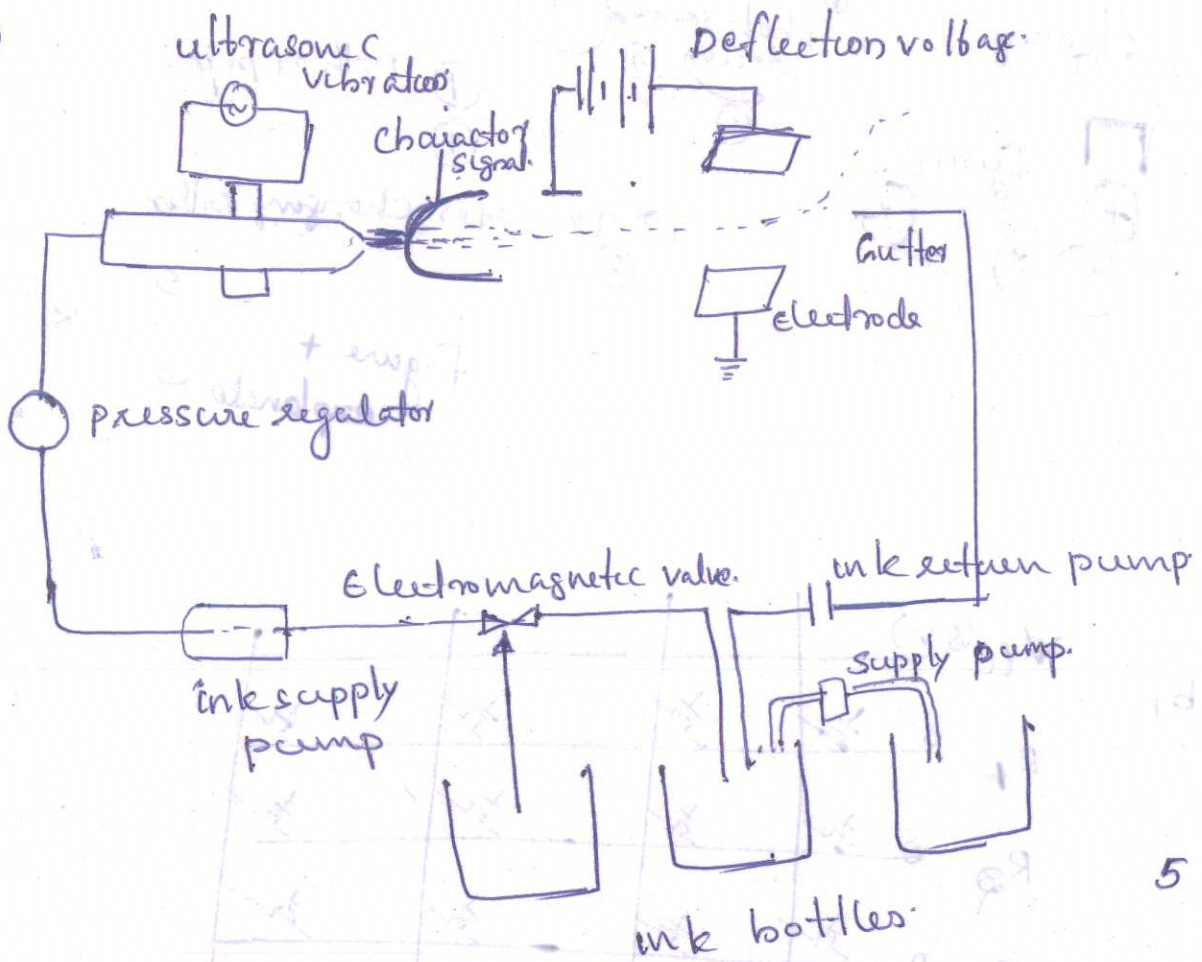 ultrasonic
vibrator
Deflection voltage.
charactor
signal.
Gutter
electrode
pressure regulator
Electromagnetic valve.
ink return pump
supply pump.
ink supply
pump
ink bottles.
5